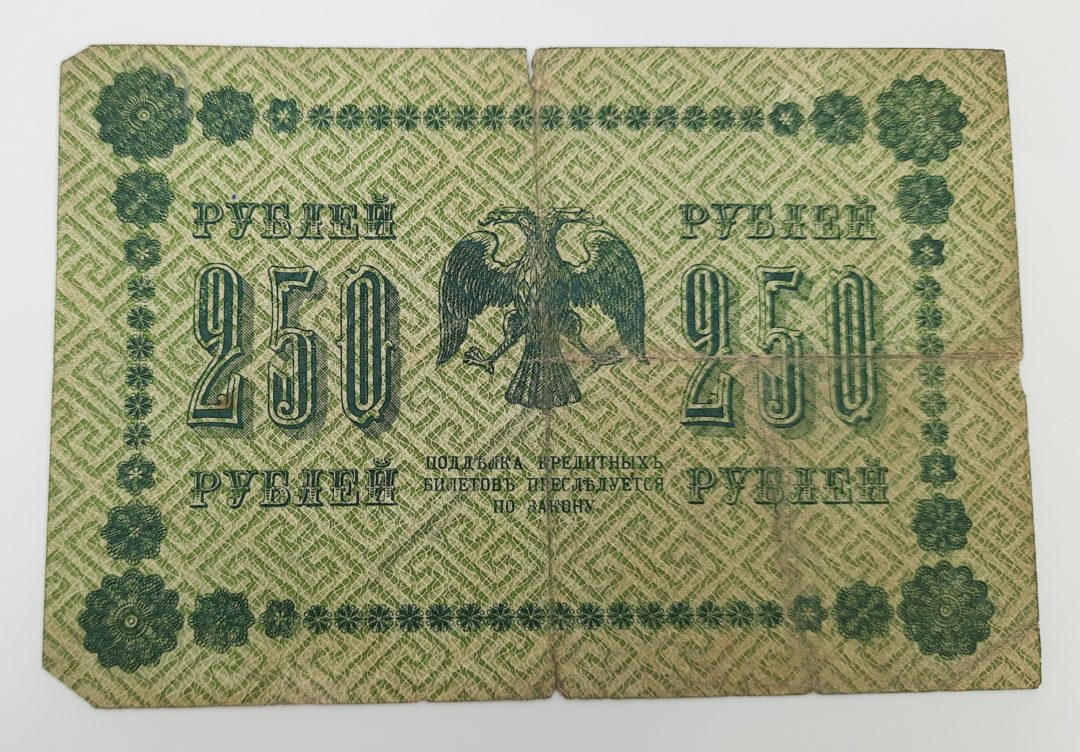 РУБЛЕЙ
250
РУБЛЕЙ
ПОДДѢЛКА КРЕДИТНЫХЪ
БИЛЕТОВЪ ПРЕСЛѢДУЕТСЯ
ПО ЗАКОНУ
РУБЛЕЙ
250
РУБЛЕЙ